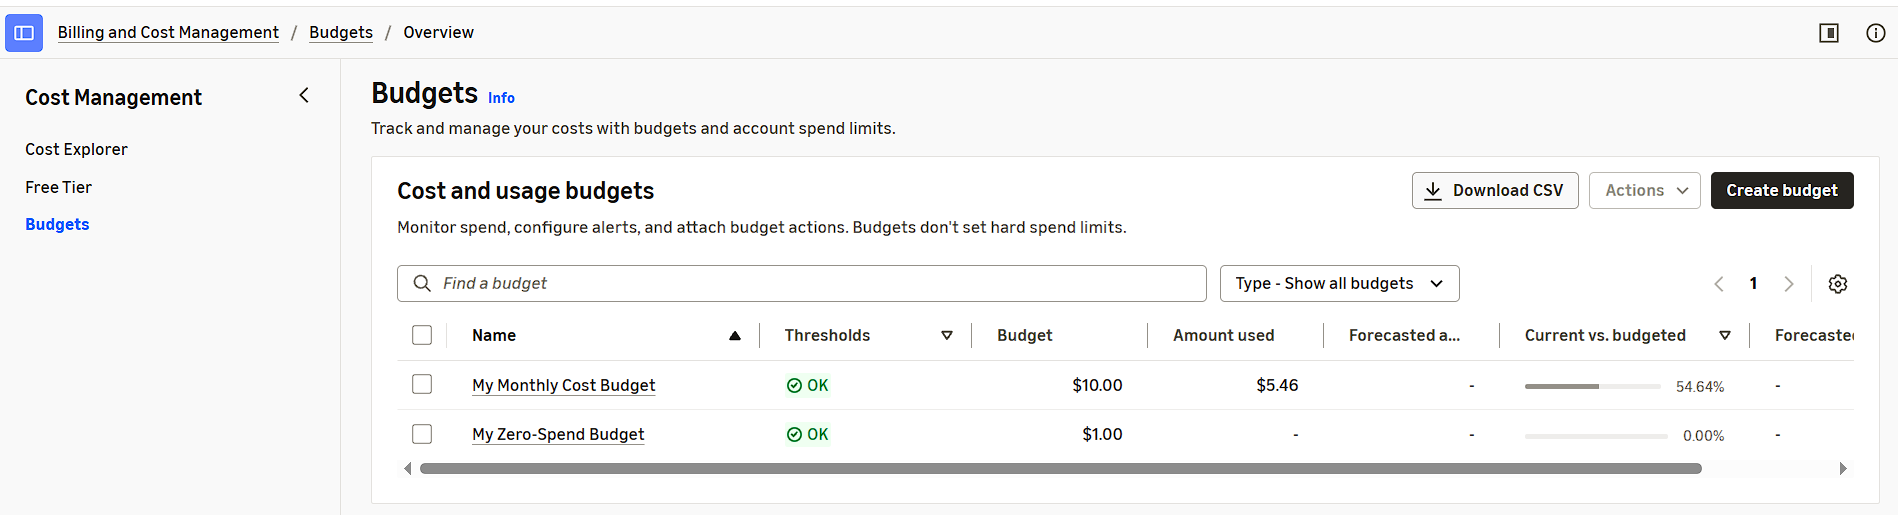 Billing and Cost Management / Budgets / Overview
Cost Management
Cost Explorer
Free Tier
Budgets
Budgets Info
Track and manage your costs with budgets and account spend limits.
Cost and usage budgets
Download CSV Actions Create budget
Monitor spend, configure alerts, and attach budget actions. Budgets don't set hard spend limits.
Find a budget Type - Show all budgets 1
Name Thresholds Budget Amount used Forecasted a... Current vs. budgeted Forecasted
My Monthly Cost Budget OK $10.00 $5.46 - 54.64% -
My Zero-Spend Budget OK $1.00 - - 0.00% -